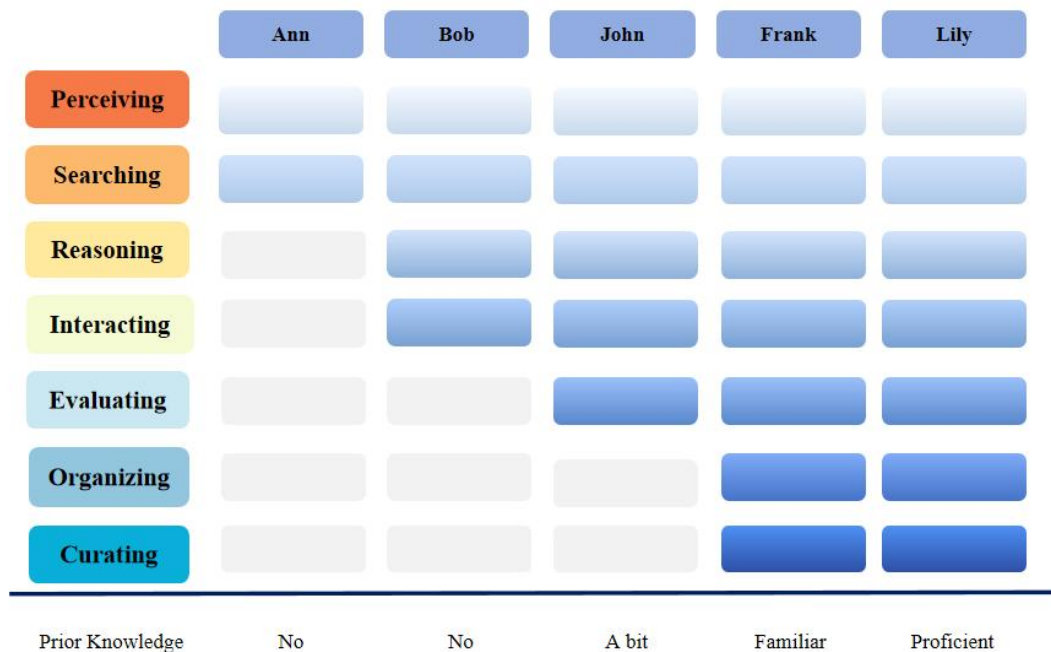 Ann Bob John Frank Lily
Perceiving
Searching
Reasoning
Interacting
Evaluating
Organizing
Curating
Prior Knowledge No No A bit Familiar Proficient